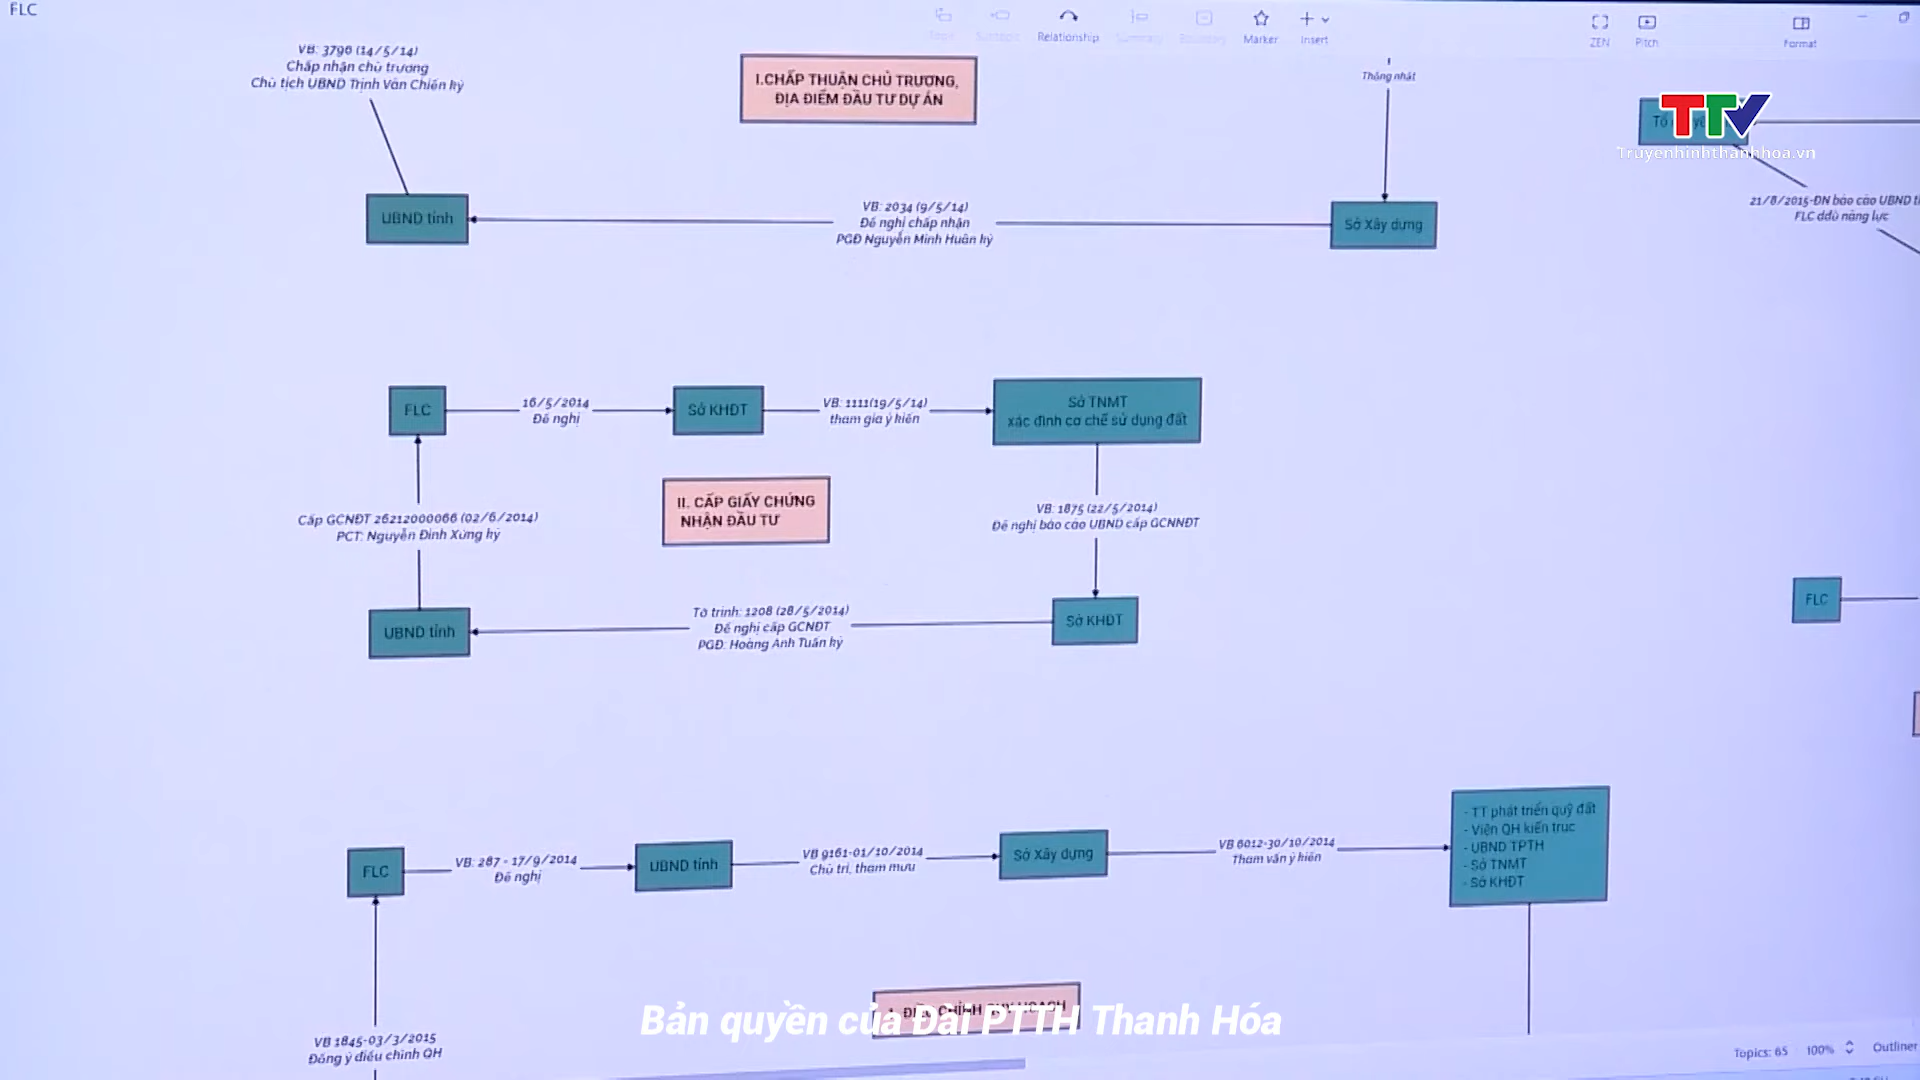 FLC
Relationship
Marker
Insert
ZEN
Pitch
Format
VB: 3796 (14/5/14)
Chấp nhận chủ trương
Chủ tịch UBND Trịnh Văn Chiến ký
I.CHẤP THUẬN CHỦ TRƯƠNG,
ĐỊA ĐIỂM ĐẦU TƯ DỰ ÁN
Thống nhất
TTV
Truyenhinhthanhhoa.vn
UBND tỉnh
VB: 2034 (9/5/14)
Đề nghị chấp nhận
PGĐ Nguyễn Minh Huân ký
Sở Xây dựng
21/8/2015-ĐN báo cáo UBND
FLC đdủ năng lực
FLC
16/5/2014
Đề nghị
Sở KHĐT
VB: 1111(19/5/14)
tham gia ý kiến
Sở TNMT
xác định cơ chế sử dụng đất
Cấp GCNĐT 26212000066 (02/6/2014)
PCT: Nguyễn Đình Xứng ký
II. CẤP GIẤY CHỨNG
NHẬN ĐẦU TƯ
VB: 1875 (22/5/2014)
Đề nghị báo cáo UBND cấp GCNNĐT
UBND tỉnh
Tờ trình: 1208 (28/5/2014)
Đề nghị cấp GCNĐT
PGĐ: Hoàng Anh Tuấn ký
Sở KHĐT
FLC
FLC
VB: 287 - 17/9/2014
Đề nghị
UBND tỉnh
VB 9161-01/10/2014
Chủ trì, tham mưu
Sở Xây dựng
VB 6012-30/10/2014
Tham vấn ý kiến
- TT phát triển quỹ đất
- Viện QH kiến trúc
- UBND TPTH
- Sở TNMT
- Sở KHĐT
Bản quyền của Đài PTTH Thanh Hóa
VB 1845-03/3/2015
Đồng ý điều chỉnh QH
Topics: 65
100%
Outliner